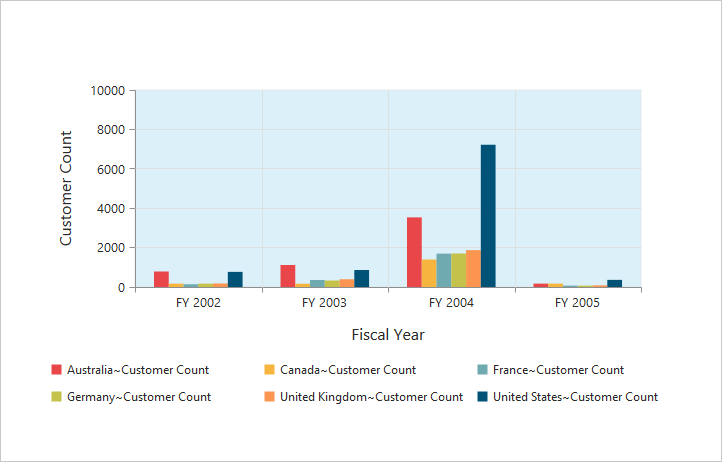 10000
8000
6000
4000
2000
0
Customer Count
FY 2002 FY 2003 FY 2004 FY 2005
Fiscal Year
Australia~Customer Count Canada~Customer Count France~Customer Count
Germany~Customer Count United Kingdom~Customer Count United States~Customer Count